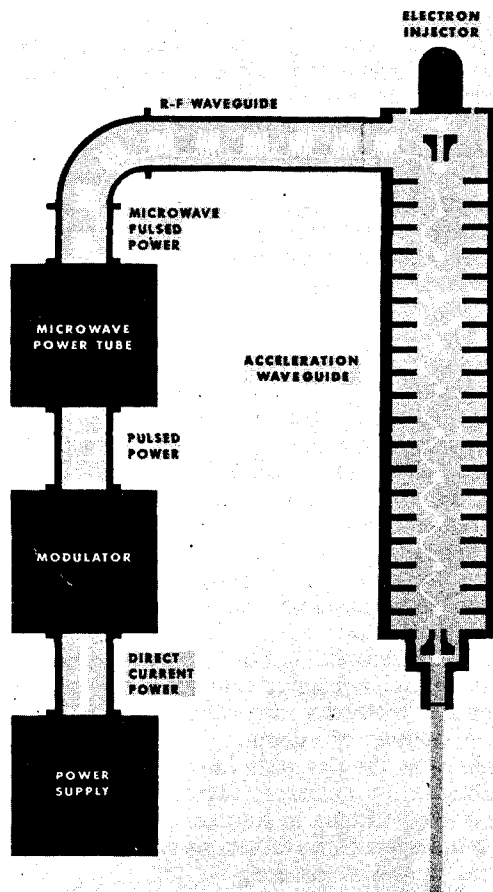 ELECTRON
INJECTOR
R-F WAVEGUIDE
MICROWAVE
PULSED
POWER
MICROWAVE
POWER TUBE
ACCELERATION
WAVEGUIDE
PULSED
POWER
MODULATOR
DIRECT
CURRENT
POWER
POWER
SUPPLY